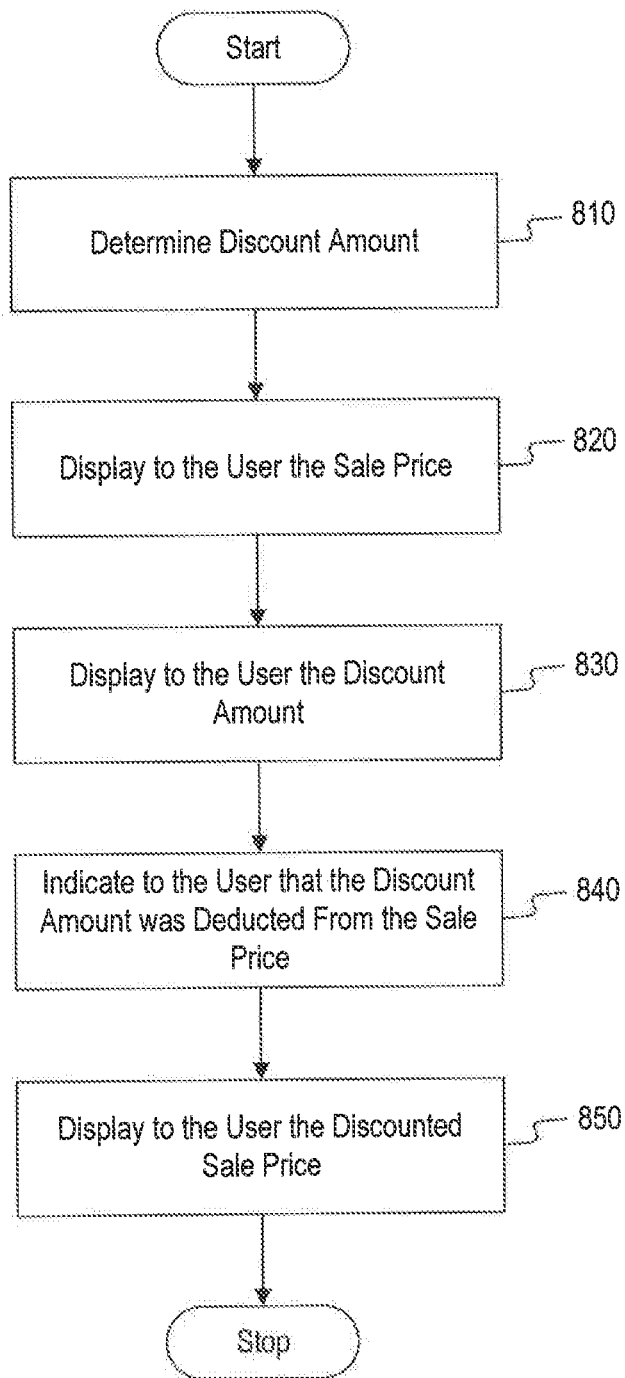 Start
Determine Discount Amount
810
Display to the User the Sale Price
820
Display to the User the Discount
Amount
830
Indicate to the User that the Discount
Amount was Deducted From the Sale
Price
840
Display to the User the Discounted
Sale Price
850
Stop